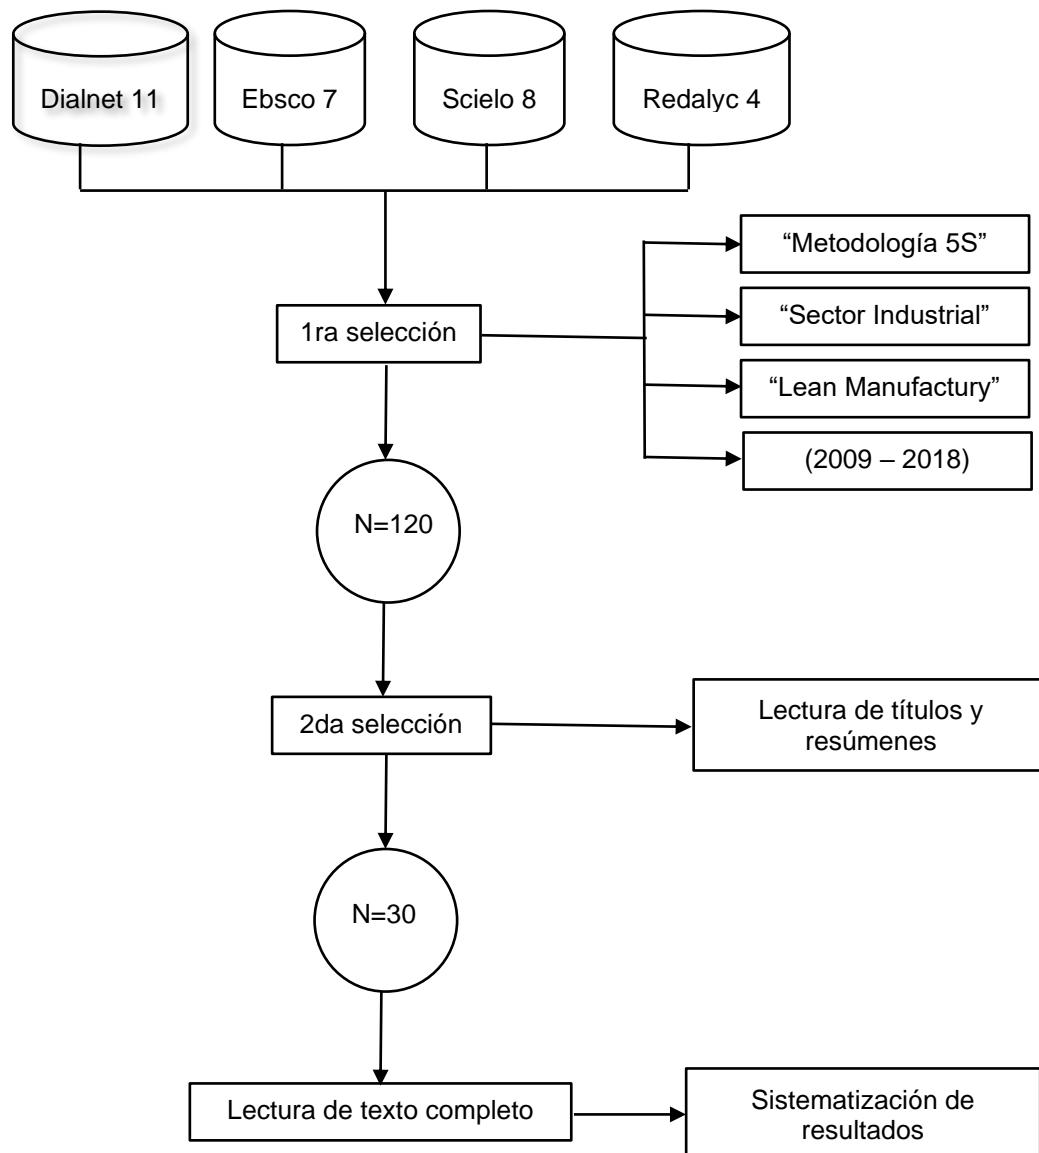 Dialnet 11
Ebsco 7
Scielo 8
Redalyc 4
“Metodología 5S”
1ra selección
“Sector Industrial”
“Lean Manufactury”
(2009 – 2018)
N=120
2da selección
Lectura de títulos y
resúmenes
N=30
Lectura de texto completo
Sistematización de
resultados